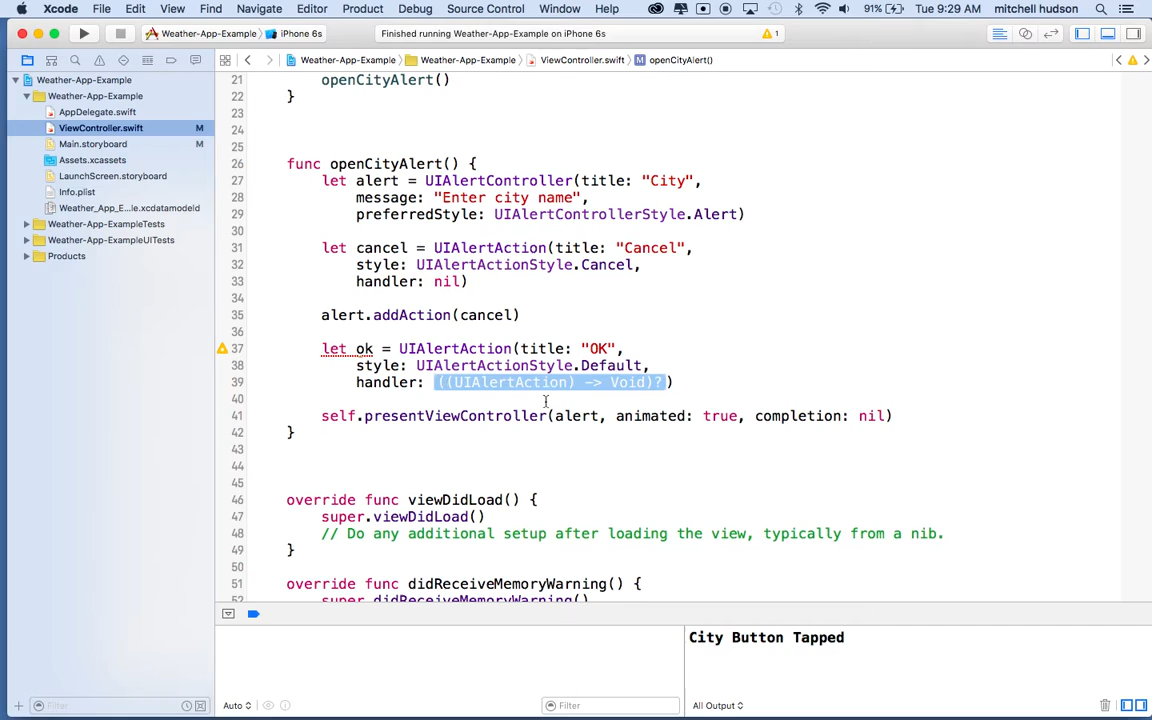 Xcode File Edit View Find Navigate Editor Product Debug Source Control Window Help 91% Tue 9:29 AM mitchell hudson
Weather-App-Example iPhone 6s Finished running Weather-App-Example on iPhone 6s 1
Weather-App-Example Weather-App-Example ViewController.swift M openCityAlert()
Weather-App-Example
Weather-App-Example
AppDelegate.swift
ViewController.swift M
Main.storyboard M
Assets.xcassets
LaunchScreen.storyboard
Info.plist
Weather_App_E...le.xcdatamodeld
Weather-App-ExampleTests
Weather-App-ExampleUITests
Products
21 openCityAlert()
22 }
23
24
25
26 func openCityAlert() {
27 let alert = UIAlertController(title: "City",
28 message: "Enter city name",
29 preferredStyle: UIAlertControllerStyle.Alert)
30
31 let cancel = UIAlertAction(title: "Cancel",
32 style: UIAlertActionStyle.Cancel,
33 handler: nil)
34
35 alert.addAction(cancel)
36
37 let ok = UIAlertAction(title: "OK",
38 style: UIAlertActionStyle.Default,
39 handler: ((UIAlertAction) -> Void)?)
40
41 self.presentViewController(alert, animated: true, completion: nil)
42 }
43
44
45
46 override func viewDidLoad() {
47 super.viewDidLoad()
48 // Do any additional setup after loading the view, typically from a nib.
49 }
50
51 override func didReceiveMemoryWarning() {
52 super.didReceiveMemoryWarning()
City Button Tapped
Filter Auto Filter All Output